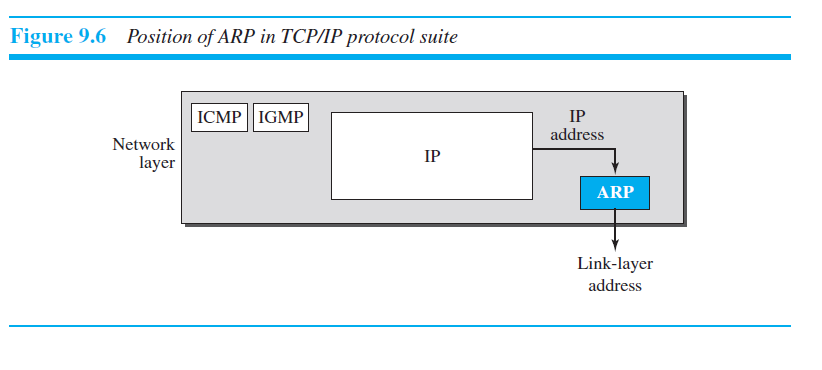 Figure 9.6 Position of ARP in TCP/IP protocol suite
ICMP IGMP
IP
address
Network
layer
IP
ARP
Link-layer
address